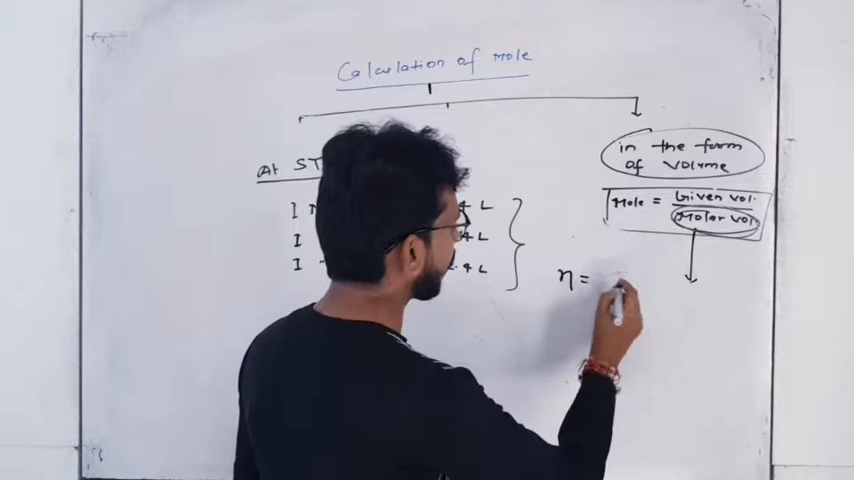 Calculation of Mole
At ST
in the form
of volume
Mole = Given vol.
Molar vol
1 4 L
1 4 L
1 4 L
n =